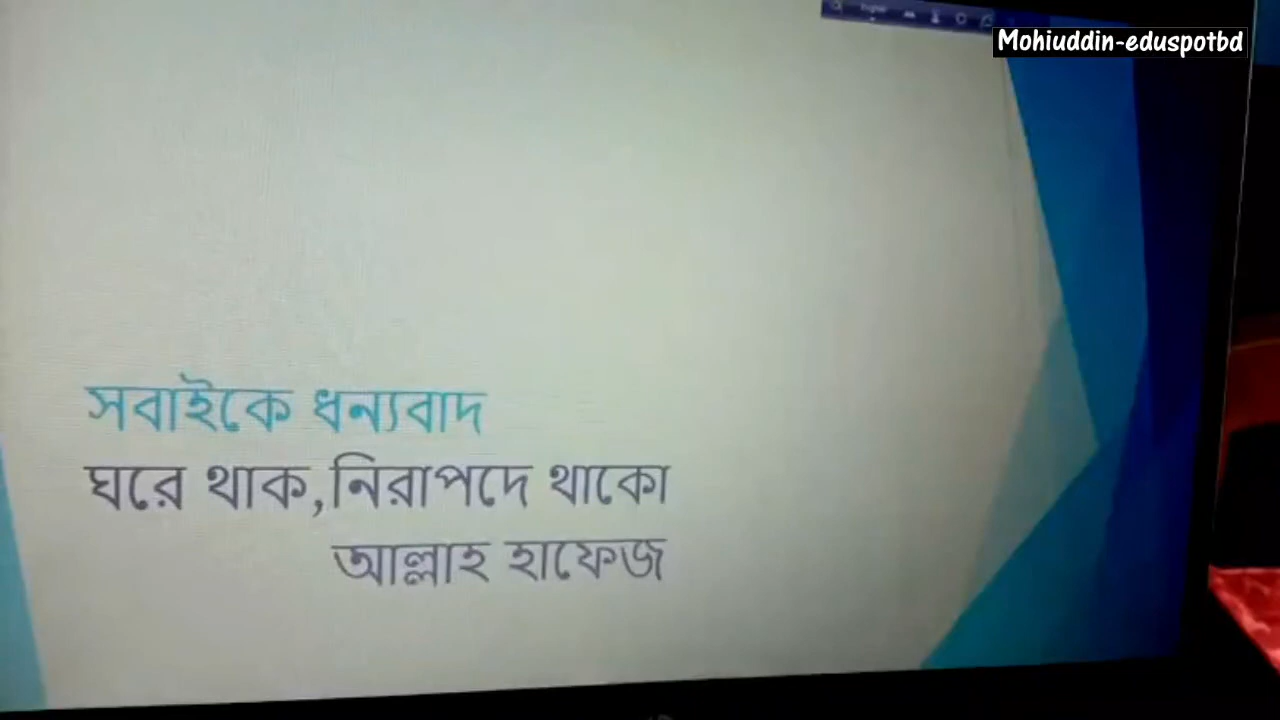 Mohiuddin-eduspotbd
সবাইকে ধন্যবাদ
ঘরে থাক,নিরাপদে থাকো
আল্লাহ হাফেজ